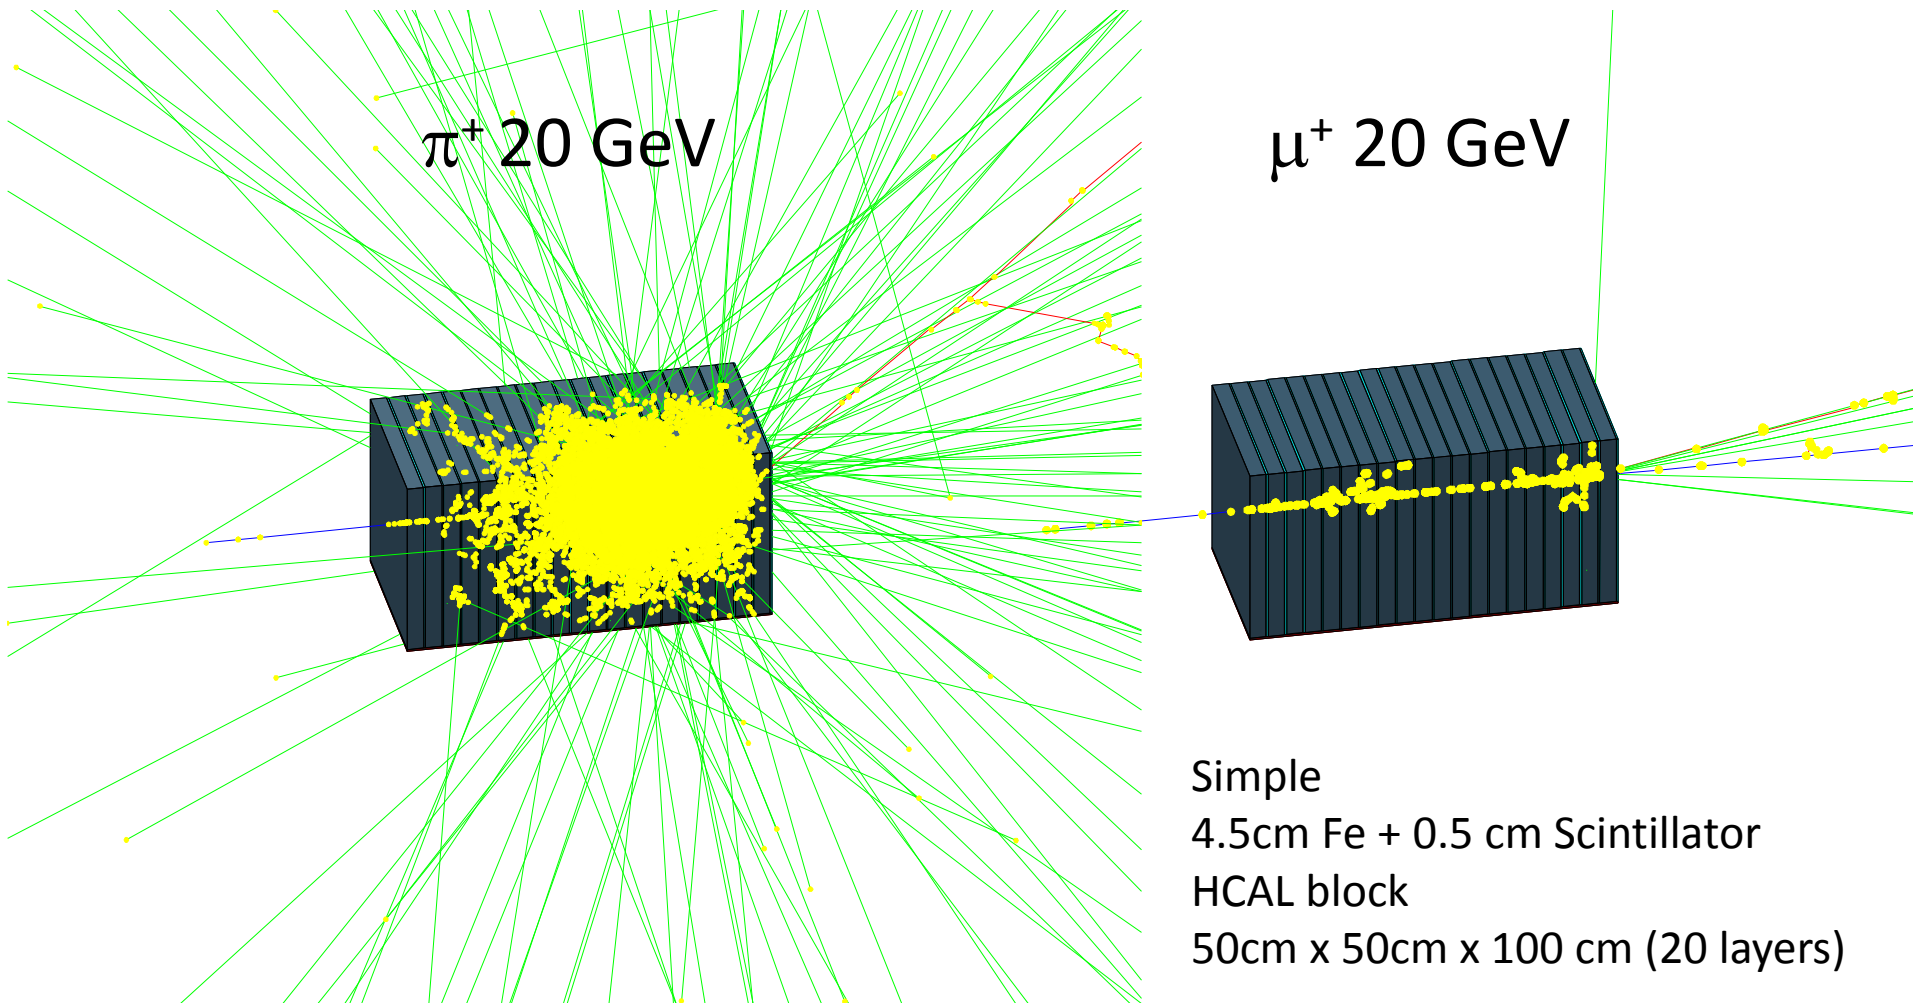 π⁺ 20 GeV
μ⁺ 20 GeV
Simple
4.5cm Fe + 0.5 cm Scintillator
HCAL block
50cm x 50cm x 100 cm (20 layers)